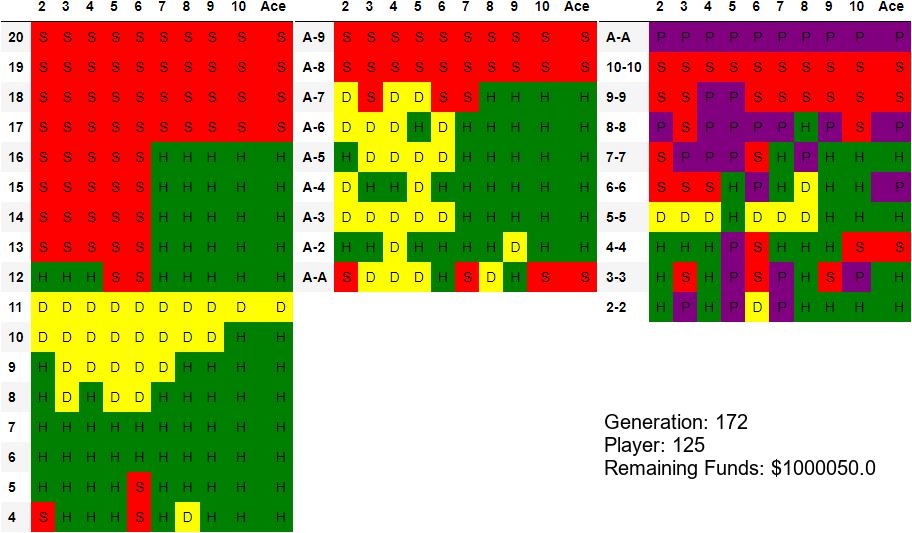 2 3 4 5 6 7 8 9 10 Ace 2 3 4 5 6 7 8 9 10 Ace 2 3 4 5 6 7 8 9 10 Ace
20 S S S S S S S S S S A-9 S S S S S S S S S S A-A P P P P P P P P P P
19 S S S S S S S S S S A-8 S S S S S S S S S S 10-10 S S S S S S S S S S
18 S S S S S S S S S S A-7 D S D D S S H H H H 9-9 S S P P S S S S S S
17 S S S S S S S S S S A-6 D D D H D H H H H H 8-8 P S P P P P H P S P
16 S S S S S H H H H H A-5 H D D D D H H H H H 7-7 S P P P S H P H H H
15 S S S S S H H H H H A-4 D H H D H H H H H H 6-6 S S S H P H D H H P
14 S S S S S H H H H H A-3 D D D D D H H H H H 5-5 D D D H D D D H H H
13 S S S S S H H H H H A-2 H H D H H H H D H H 4-4 H H H P S H H H S S
12 H H H S S H H H H H A-A S D D D H S D H S S 3-3 H S H P S P H S P H
11 D D D D D D D D D D 2-2 H P H P D P H H H H
10 D D D D D D D D H H
9 H D D D D D H H H H
8 H D H D D H H H H H
7 H H H H H H H H H H
6 H H H H H H H H H H
5 H H H H S H H H H H
4 S H H H S H D H H H
Generation: 172
Player: 125
Remaining Funds: $1000050.0